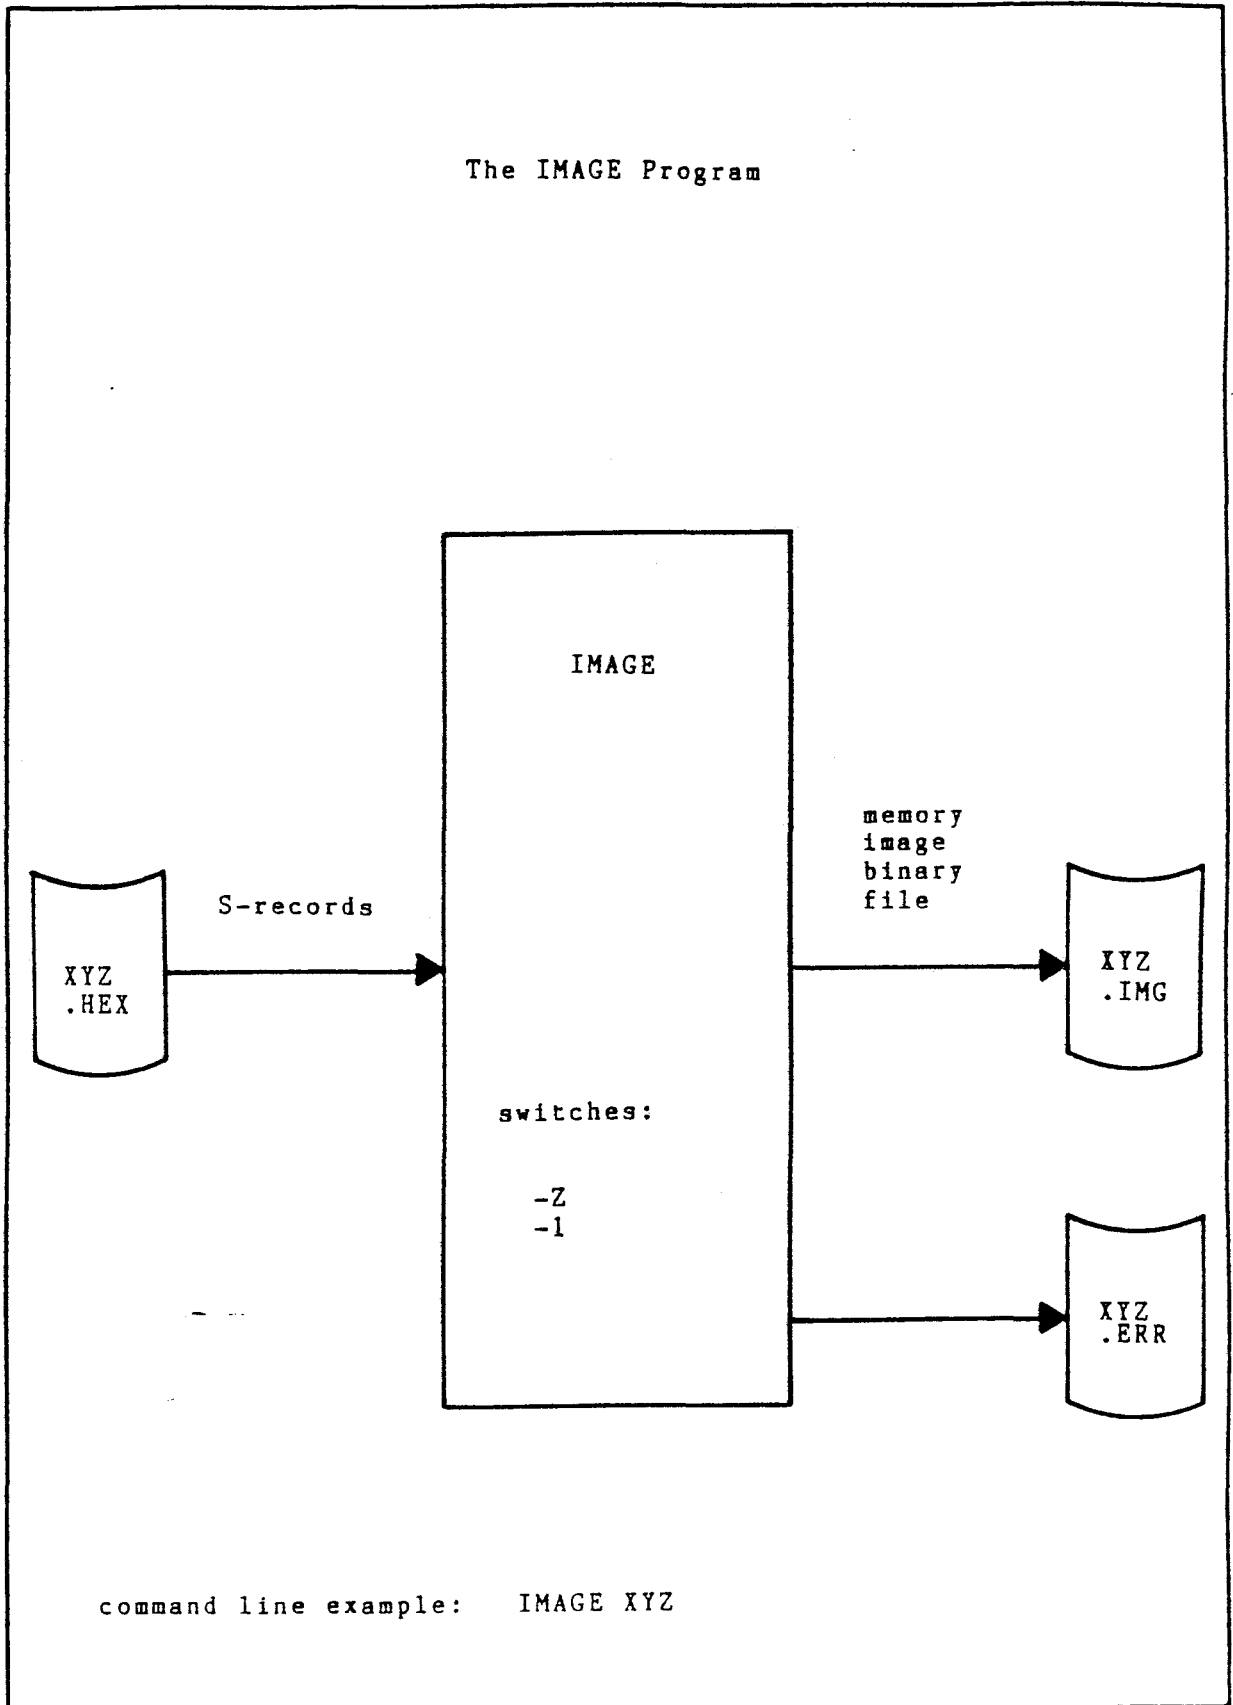 The IMAGE Program
IMAGE
memory
image
binary
file
S-records
XYZ
.HEX
XYZ
.IMG
switches:
-Z
-1
XYZ
.ERR
command line example: IMAGE XYZ